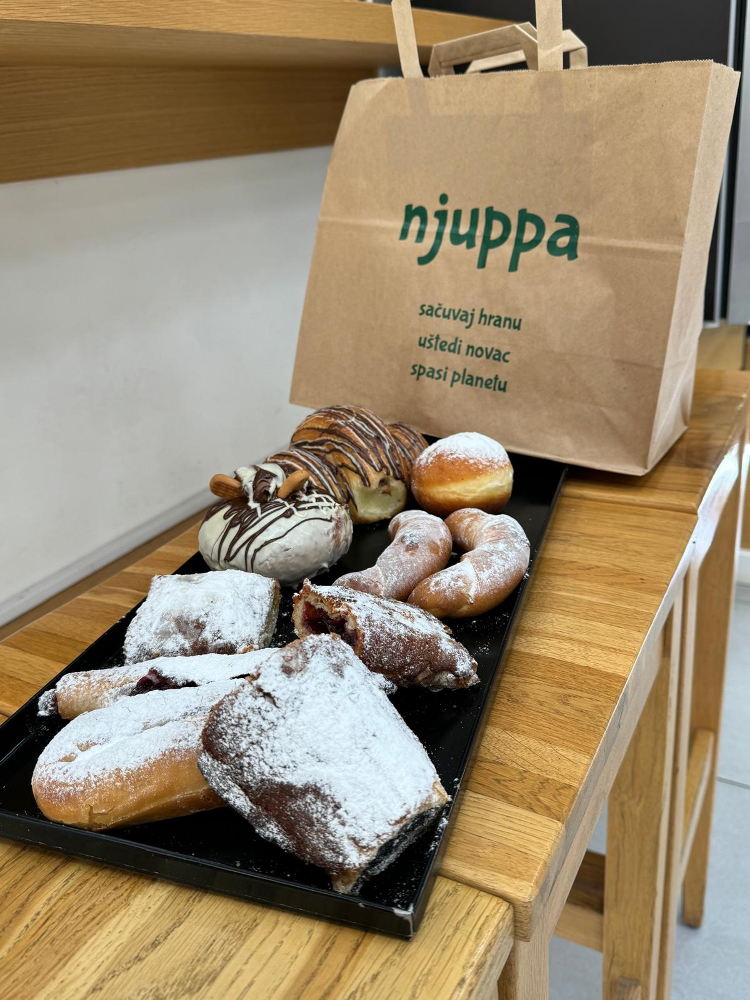 njuppa
sačuvaj hranu
uštedi novac
spasi planetu